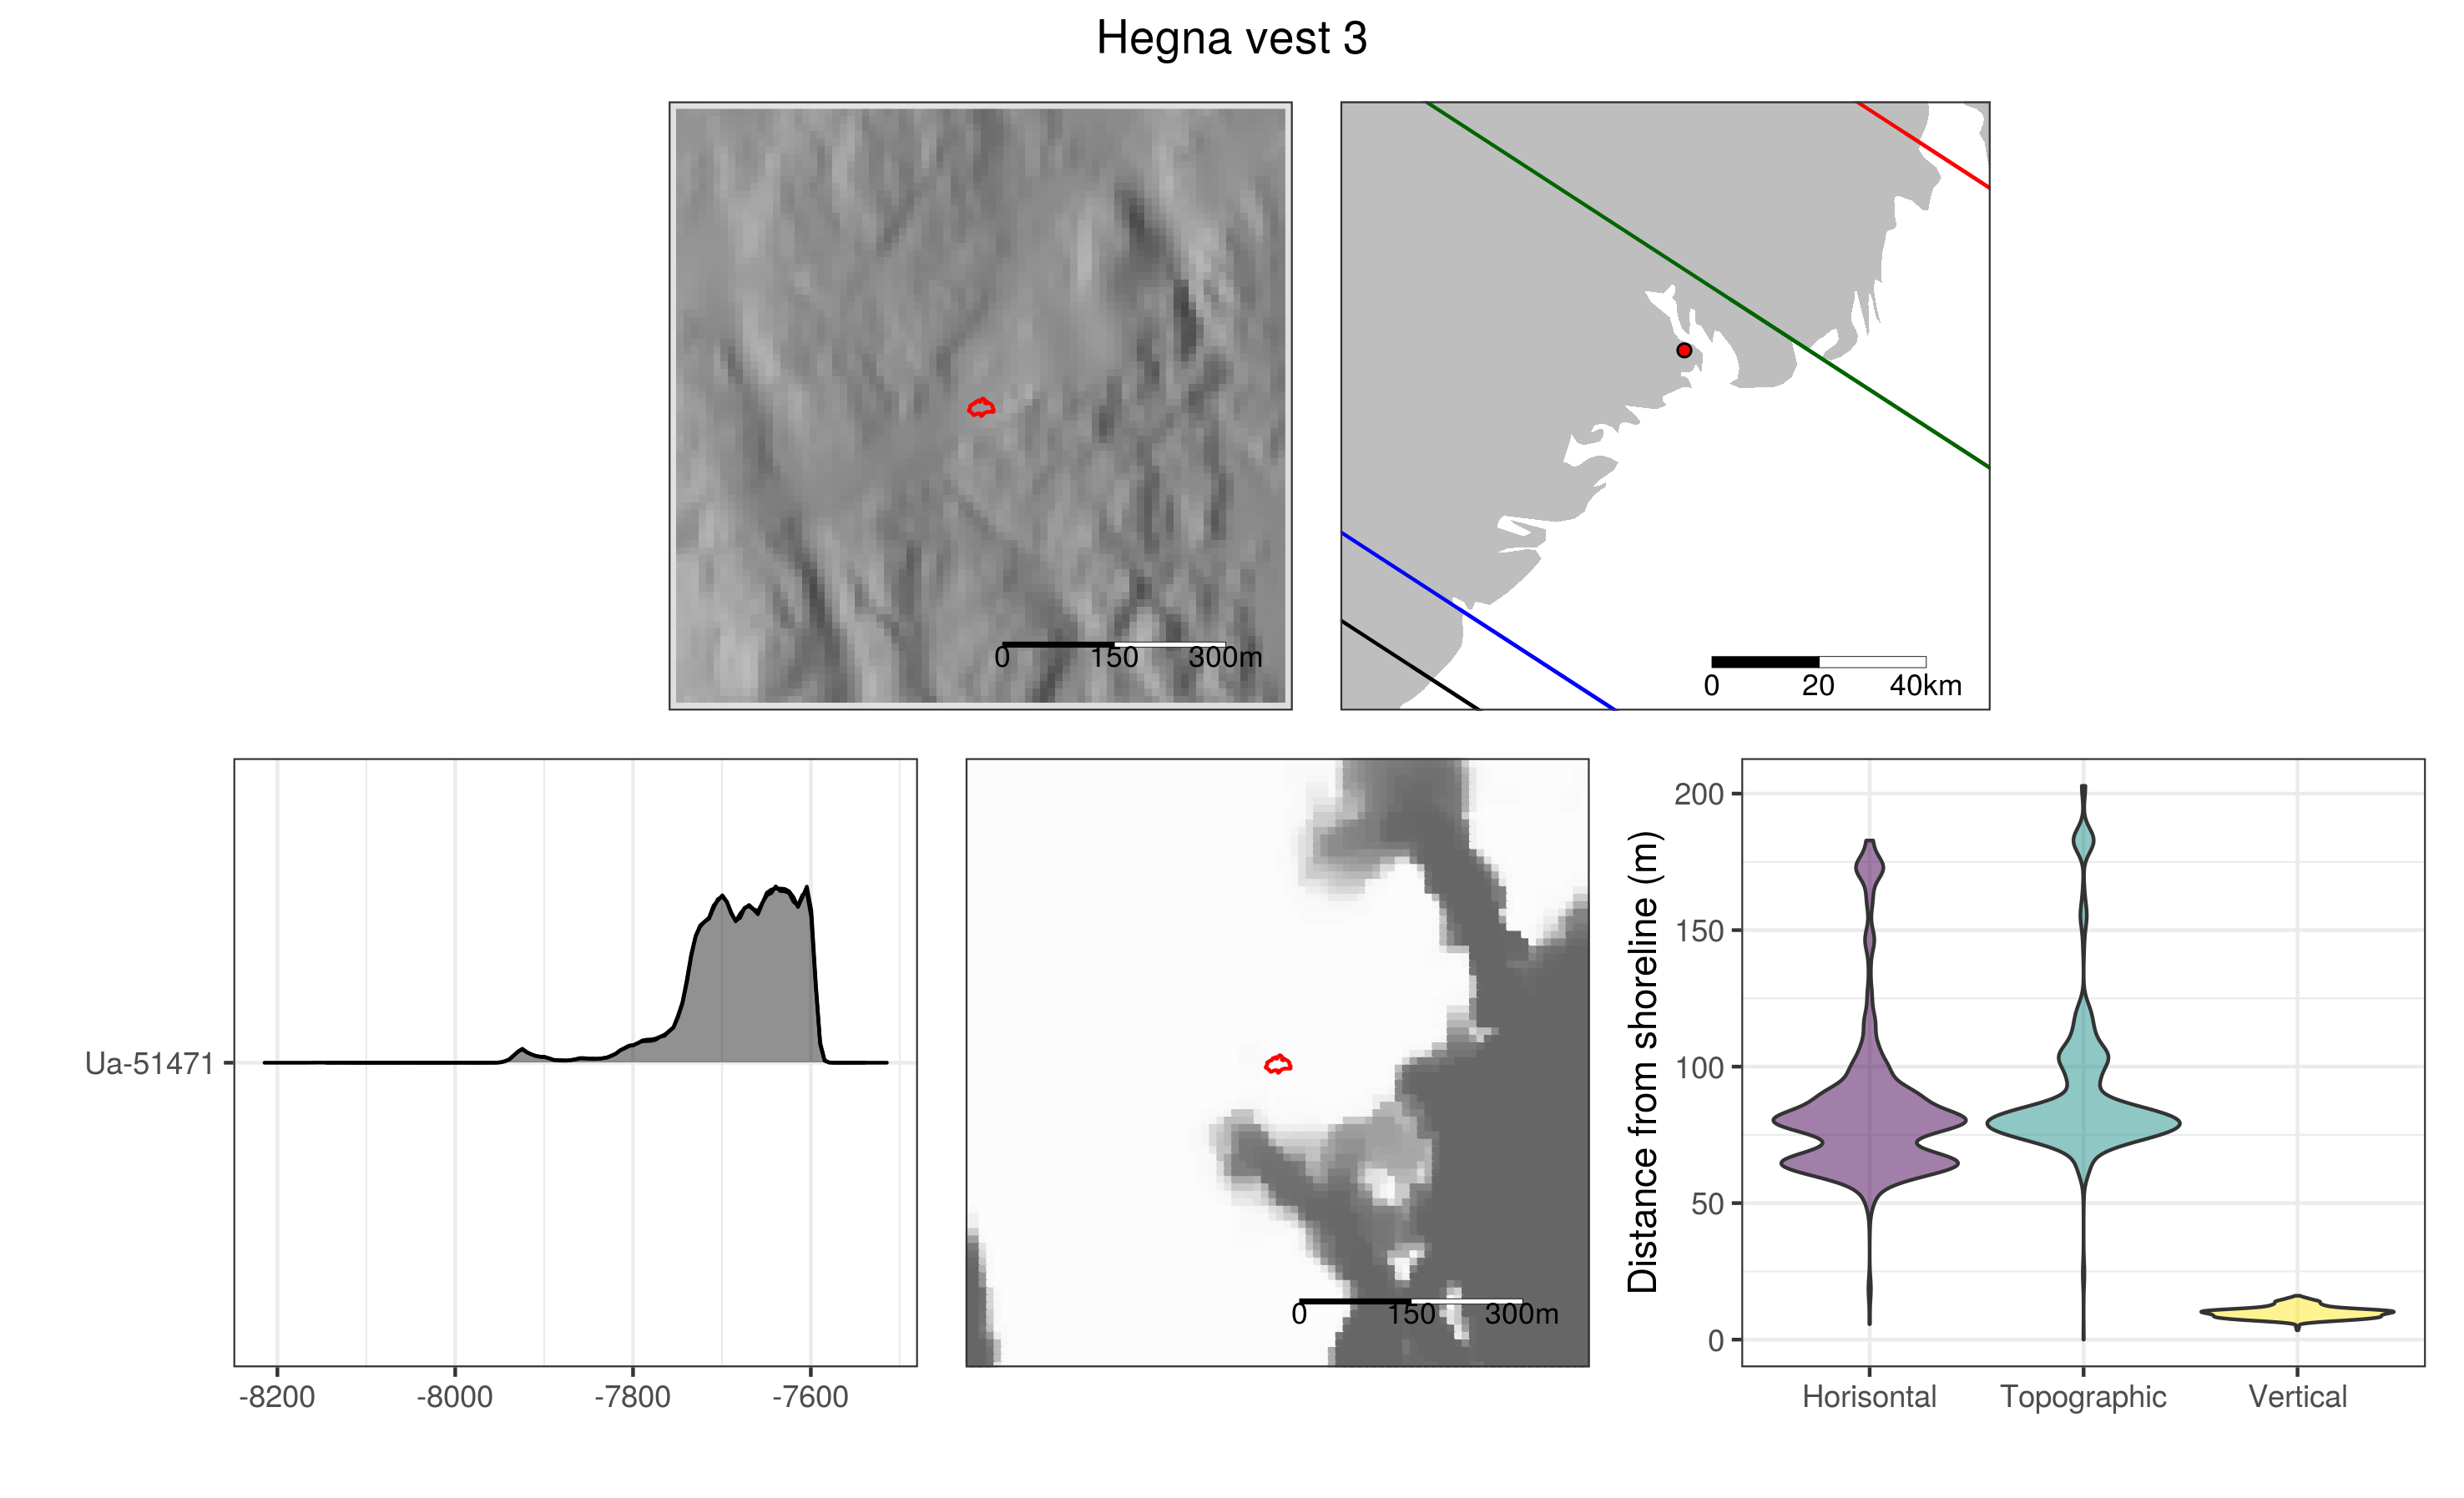 Hegna vest 3
0 150 300m
0 20 40km
Ua-51471
-8200 -8000 -7800 -7600
0 150 300m
Distance from shoreline (m)
200
150
100
50
0
Horisontal Topographic Vertical